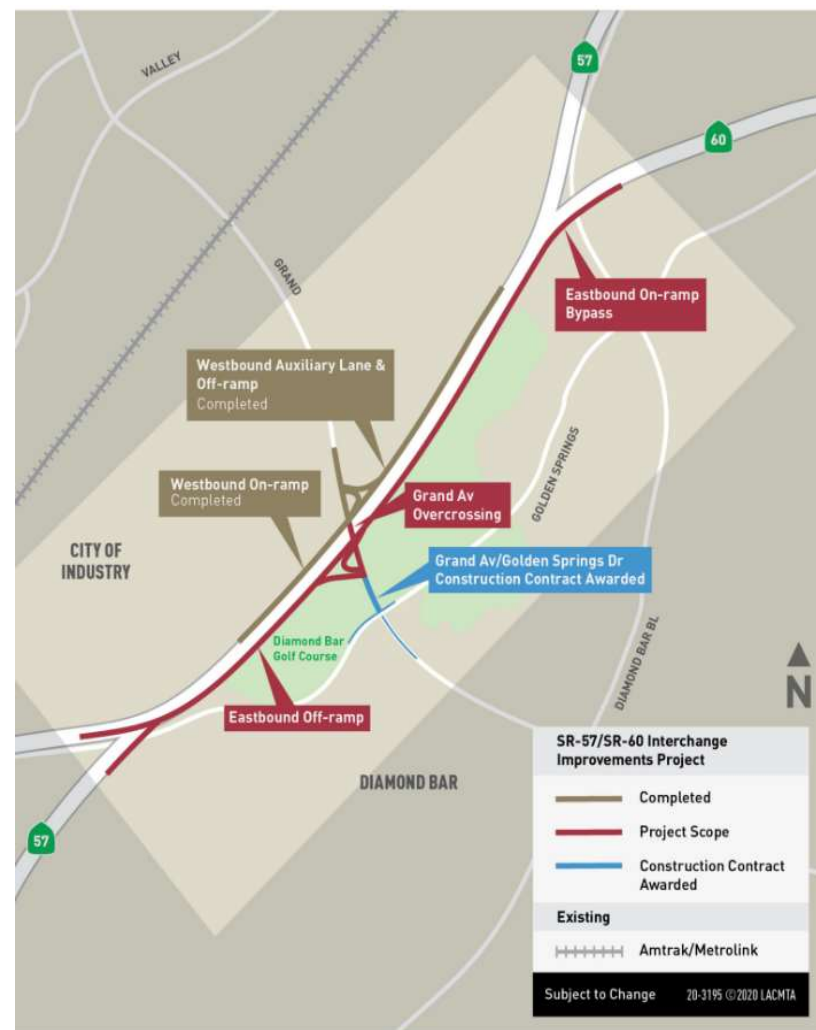 VALLEY
57
60
GRAND
Eastbound On-ramp
Bypass
Westbound Auxiliary Lane &
Off-ramp
Completed
GOLDEN SPRINGS
Westbound On-ramp
Completed
Grand Av
Overcrossing
CITY OF
INDUSTRY
Grand Av/Golden Springs Dr
Construction Contract Awarded
Diamond Bar
Golf Course
DIAMOND BAR BL
N
Eastbound Off-ramp
DIAMOND BAR
57
SR-57/SR-60 Interchange
Improvements Project
Completed
Project Scope
Construction Contract
Awarded
Existing
Amtrak/Metrolink
Subject to Change 20-3195 ©2020 LACMTA